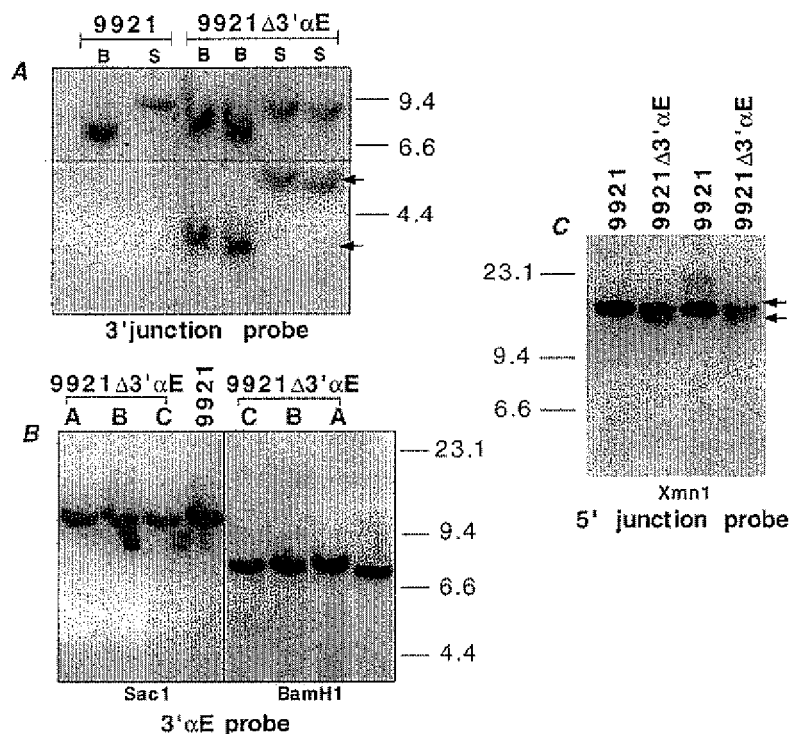 9921 9921Δ3'αE
A B S B B S S
9.4
6.6
4.4
3'junction probe
9921Δ3'αE 9921 9921Δ3'αE
A B C C B A
B
23.1
9.4
6.6
4.4
Sac1 BamH1
3'αE probe
9921 9921Δ3'αE 9921 9921Δ3'αE
C
23.1
9.4
6.6
Xmn1
5' junction probe